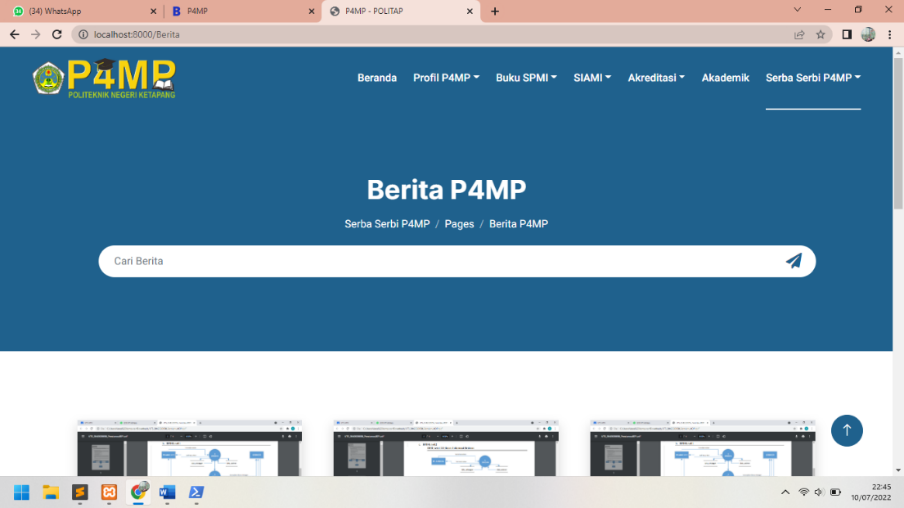 (34) WhatsApp
P4MP
P4MP - POLITAP
localhost:8000/Berita
P4MP
POLITEKNIK NEGERI KETAPANG
Beranda
Profil P4MP
Buku SPMI
SIAMI
Akreditasi
Akademik
Serba Serbi P4MP
Berita P4MP
Serba Serbi P4MP / Pages / Berita P4MP
Cari Berita
22:45
10/07/2022